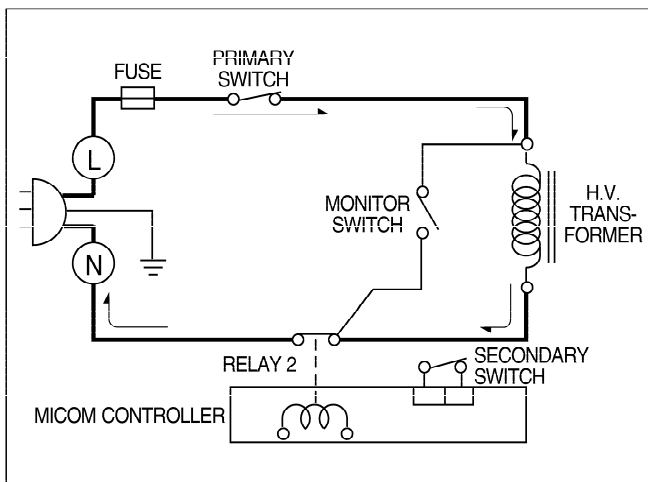 PRIMARY
SWITCH
FUSE
L
MONITOR
SWITCH
H.V.
TRANS-
FORMER
N
RELAY 2
SECONDARY
SWITCH
MICOM CONTROLLER